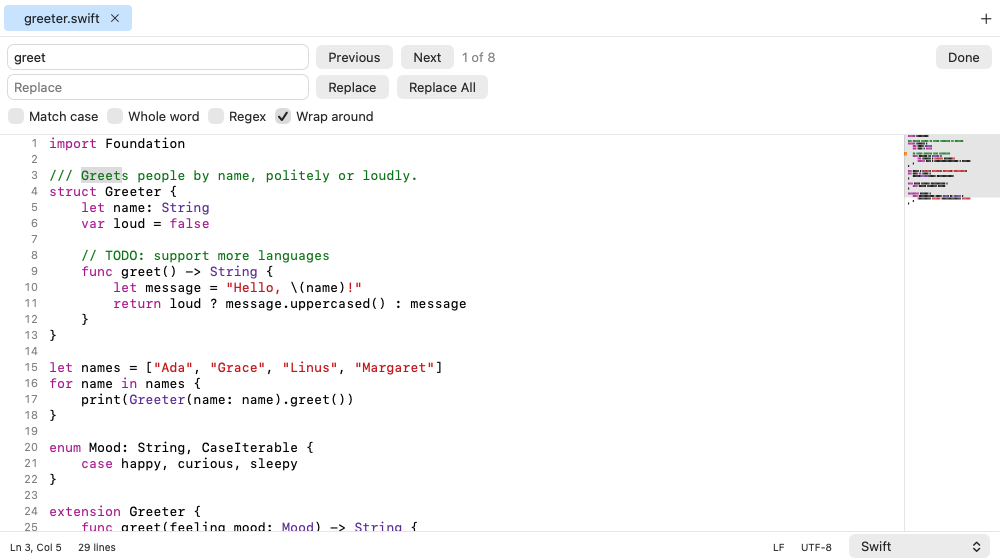 greeter.swift
greet
Previous
Next
1 of 8
Done
Replace
Replace
Replace All
Match case
Whole word
Regex
Wrap around
1 import Foundation
2
3 /// Greets people by name, politely or loudly.
4 struct Greeter {
5     let name: String
6     var loud = false
7
8     // TODO: support more languages
9     func greet() -> String {
10         let message = "Hello, \(name)!"
11         return loud ? message.uppercased() : message
12     }
13 }
14
15 let names = ["Ada", "Grace", "Linus", "Margaret"]
16 for name in names {
17     print(Greeter(name: name).greet())
18 }
19
20 enum Mood: String, CaseIterable {
21     case happy, curious, sleepy
22 }
23
24 extension Greeter {
25     func greet(feeling mood: Mood) -> String {
Ln 3, Col 5
29 lines
LF
UTF-8
Swift